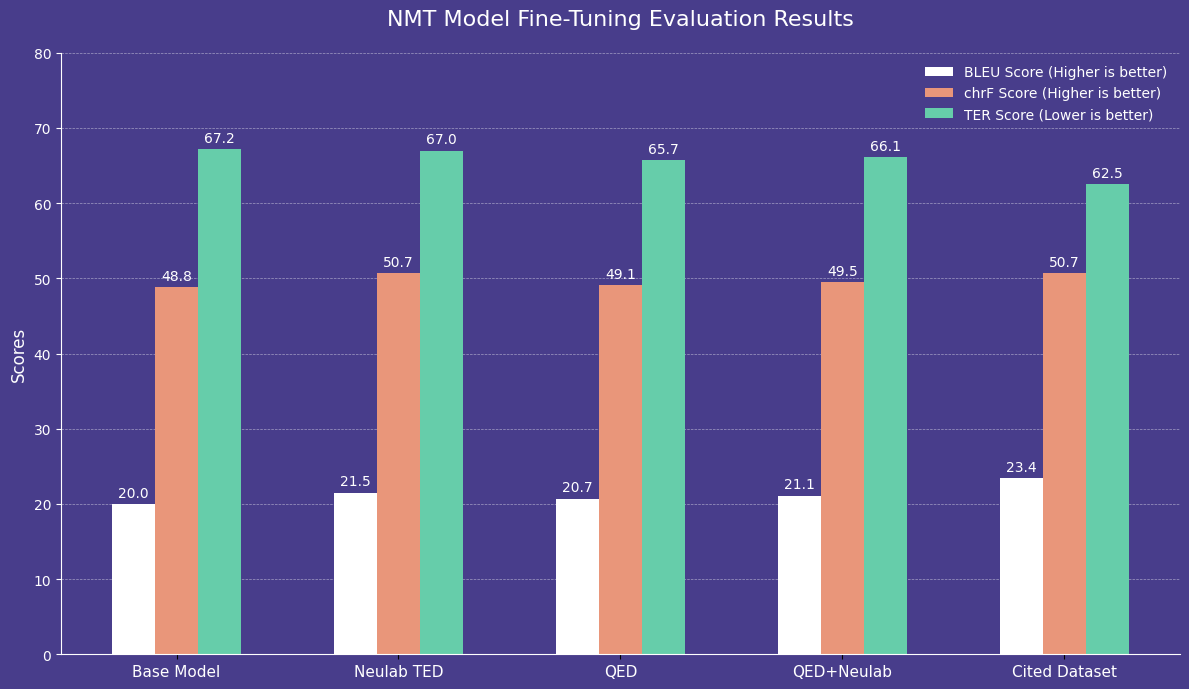 NMT Model Fine-Tuning Evaluation Results
BLEU Score (Higher is better)
chrF Score (Higher is better)
TER Score (Lower is better)
Scores
80
70
60
50
40
30
20
10
0
20.0
48.8
67.2
21.5
50.7
67.0
20.7
49.1
65.7
21.1
49.5
66.1
23.4
50.7
62.5
Base Model
Neulab TED
QED
QED+Neulab
Cited Dataset